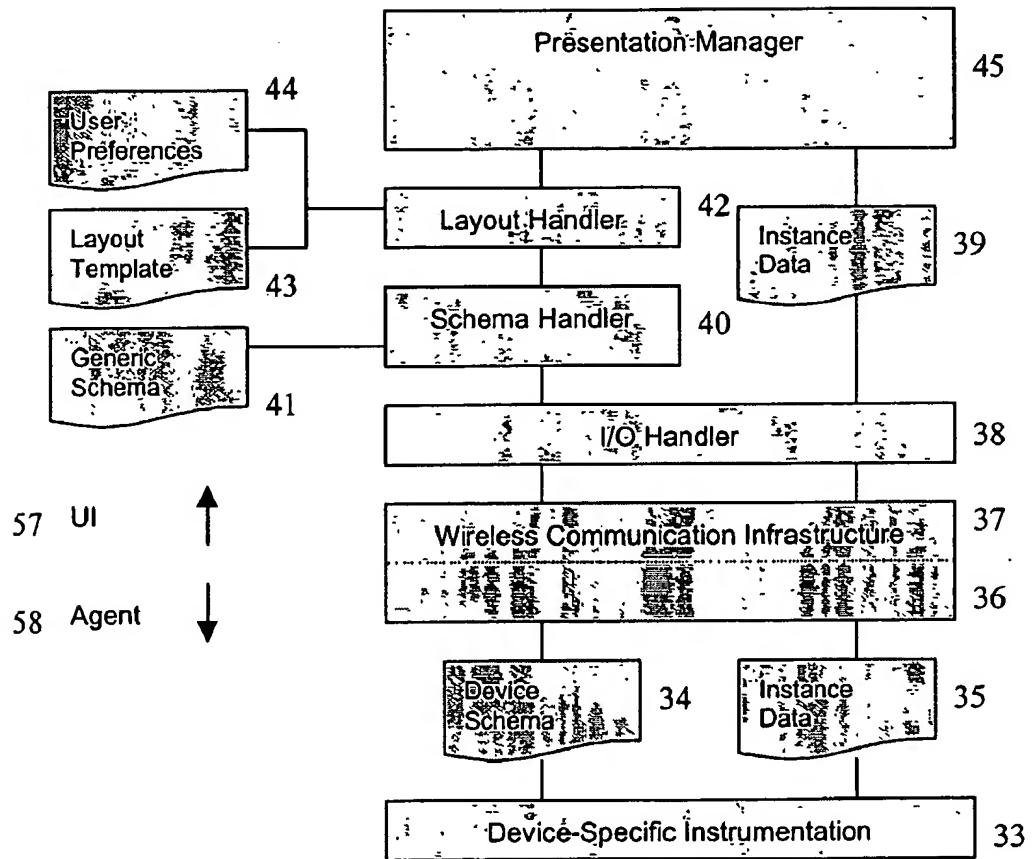 Presentation Manager
45
44
User
Preferences
Layout Handler
42
Instance
Data
39
Layout
Template
43
Schema Handler
40
Generic
Schema
41
I/O Handler
38
57 UI
Wireless Communication Infrastructure
37
36
58 Agent
Device
Schema
34
Instance
Data
35
Device-Specific Instrumentation
33